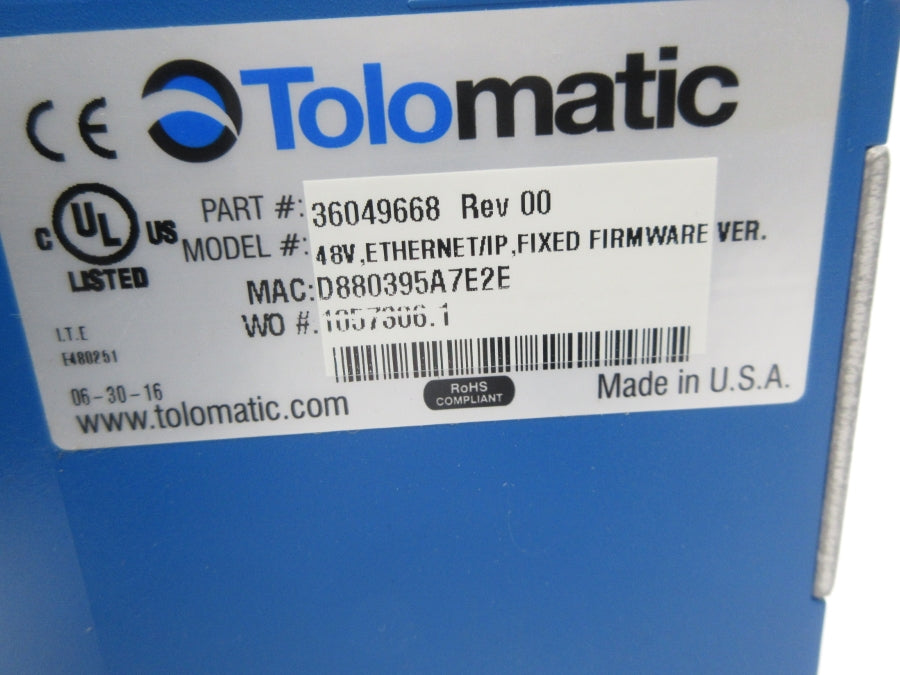 CE Tolomatic
PART #: 36049668 Rev 00
C UL US
MODEL #: 48V,ETHERNET/IP,FIXED FIRMWARE VER.
LISTED
MAC: D880395A7E2E
WO #. 1057306.1
I.T.E
E480251
06-30-16
RoHS
COMPLIANT
Made in U.S.A.
www.tolomatic.com